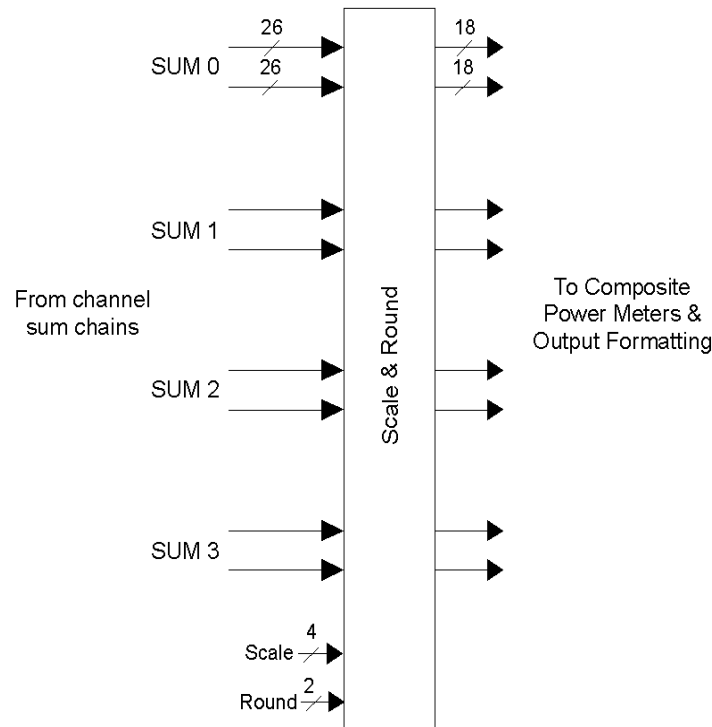 26
18
SUM 0
26
18
SUM 1
From channel
sum chains
Scale & Round
To Composite
Power Meters &
Output Formatting
SUM 2
SUM 3
4
Scale
2
Round